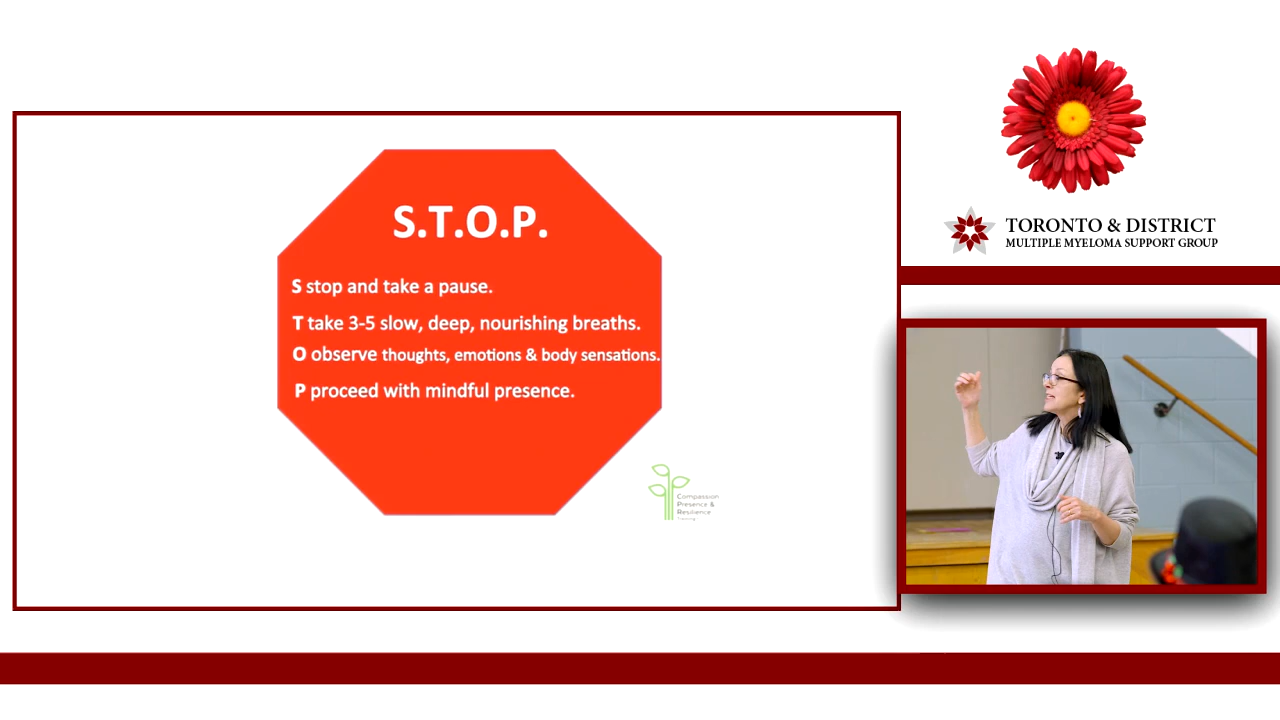 S.T.O.P.
S stop and take a pause.
T take 3-5 slow, deep, nourishing breaths.
O observe thoughts, emotions & body sensations.
P proceed with mindful presence.
Compassion
Presence &
Resilience
Training
TORONTO & DISTRICT
MULTIPLE MYELOMA SUPPORT GROUP